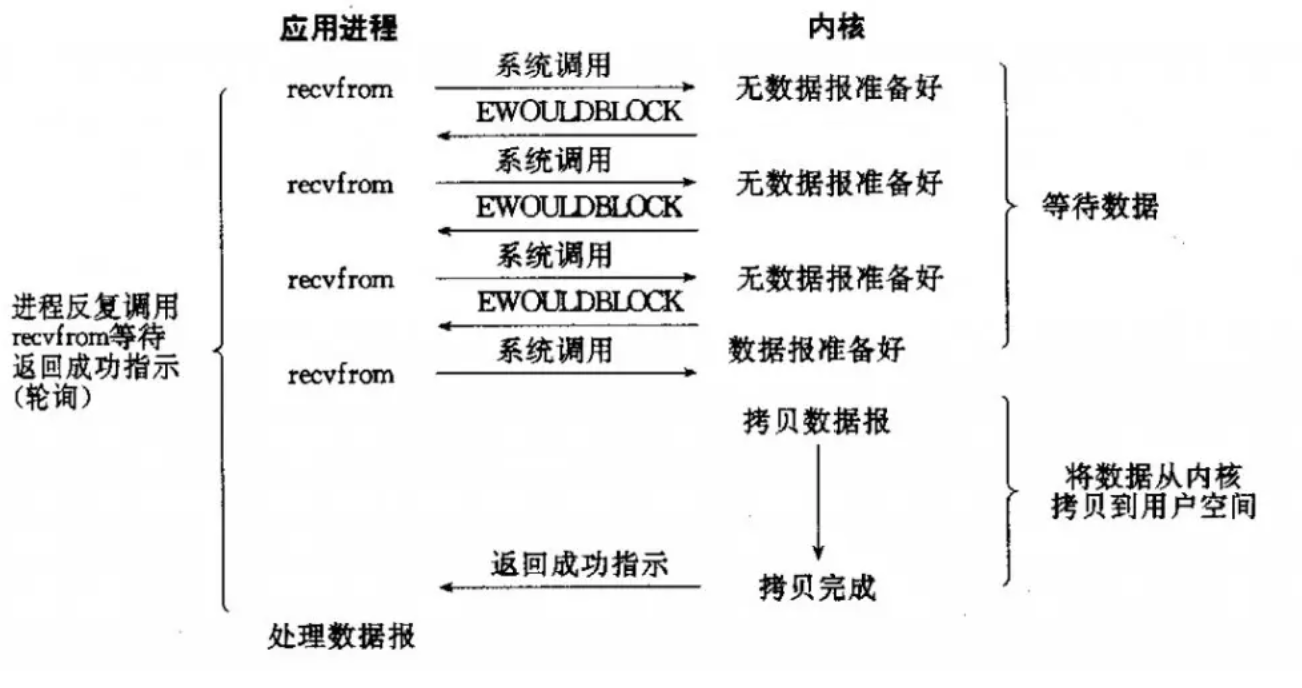 应用进程 内核
系统调用
recvfrom 无数据报准备好
EWOULDBLOCK
系统调用
recvfrom 无数据报准备好
EWOULDBLOCK
等待数据
系统调用
recvfrom 无数据报准备好
EWOULDBLOCK
进程反复调用
recvfrom等待
返回成功指示
(轮询)
系统调用
recvfrom 数据报准备好
拷贝数据报
将数据从内核
拷贝到用户空间
返回成功指示
拷贝完成
处理数据报